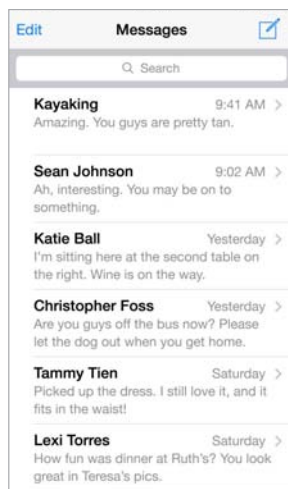 Edit Messages
Search
Kayaking 9:41 AM
Amazing. You guys are pretty tan.
Sean Johnson 9:02 AM
Ah, interesting. You may be on to
something.
Katie Ball Yesterday
I'm sitting here at the second table on
the right. Wine is on the way.
Christopher Foss Yesterday
Are you guys off the bus now? Please
let the dog out when you get home.
Tammy Tien Saturday
Picked up the dress. I still love it, and it
fits in the waist!
Lexi Torres Saturday
How fun was dinner at Ruth's? You look
great in Teresa's pics.